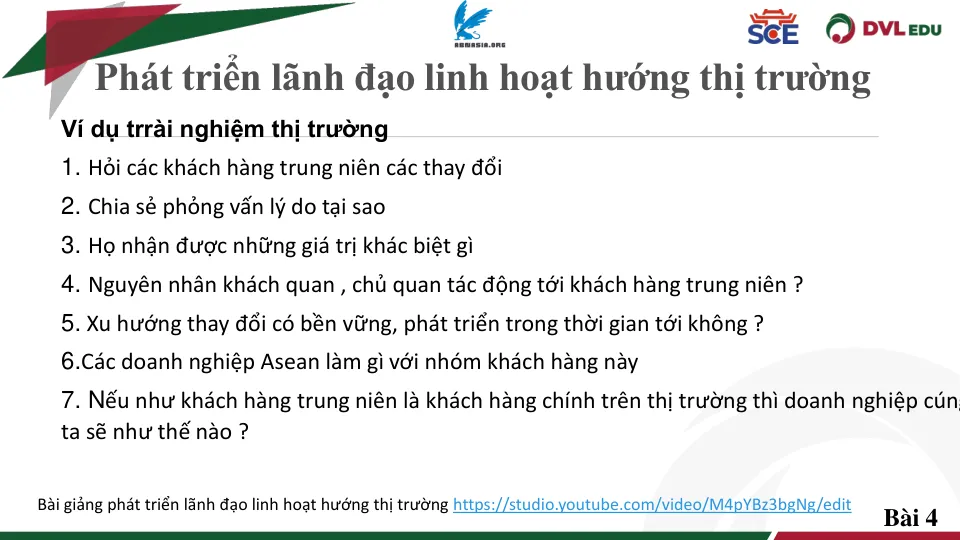 AUMASIA.ORG
SCE
DVL EDU
Phát triển lãnh đạo linh hoạt hướng thị trường
Ví dụ trrài nghiệm thị trường
1. Hỏi các khách hàng trung niên các thay đổi
2. Chia sẻ phỏng vấn lý do tại sao
3. Họ nhận được những giá trị khác biệt gì
4. Nguyên nhân khách quan , chủ quan tác động tới khách hàng trung niên ?
5. Xu hướng thay đổi có bền vững, phát triển trong thời gian tới không ?
6.Các doanh nghiệp Asean làm gì với nhóm khách hàng này
7. Nếu như khách hàng trung niên là khách hàng chính trên thị trường thì doanh nghiệp cúng
ta sẽ như thế nào ?
Bài giảng phát triển lãnh đạo linh hoạt hướng thị trường https://studio.youtube.com/video/M4pYBz3bgNg/edit
Bài 4